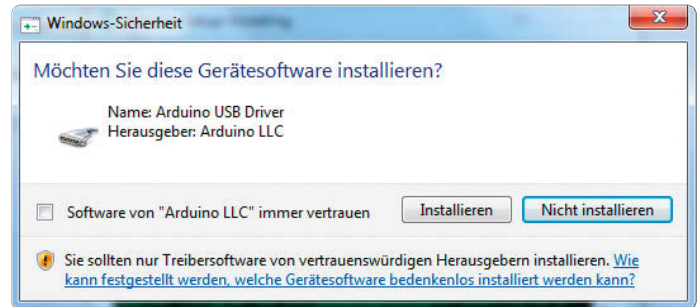 Windows-Sicherheit
Möchten Sie diese Gerätesoftware installieren?
Name: Arduino USB Driver
Herausgeber: Arduino LLC
Software von "Arduino LLC" immer vertrauen
Installieren
Nicht installieren
Sie sollten nur Treibersoftware von vertrauenswürdigen Herausgebern installieren. Wie
kann festgestellt werden, welche Gerätesoftware bedenkenlos installiert werden kann?